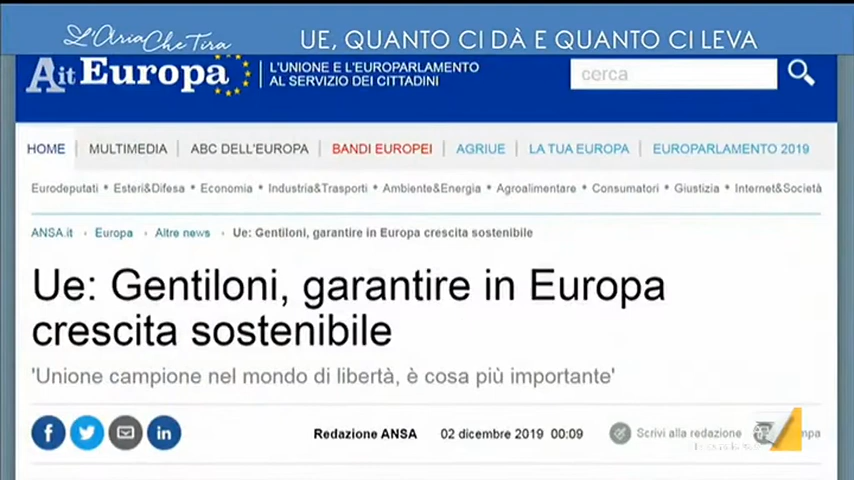 L'Aria Che Tira
UE, QUANTO CI DÀ E QUANTO CI LEVA
Ait Europa
L'UNIONE E L'EUROPARLAMENTO
AL SERVIZIO DEI CITTADINI
cerca
HOME | MULTIMEDIA | ABC DELL'EUROPA | BANDI EUROPEI | AGRIUE | LA TUA EUROPA | EUROPARLAMENTO 2019
Eurodeputati • Esteri&Difesa • Economia • Industria&Trasporti • Ambiente&Energia • Agroalimentare • Consumatori • Giustizia • Internet&Società
ANSA.it › Europa › Altre news › Ue: Gentiloni, garantire in Europa crescita sostenibile
Ue: Gentiloni, garantire in Europa
crescita sostenibile
'Unione campione nel mondo di libertà, è cosa più importante'
Redazione ANSA 02 dicembre 2019 00:09 Scrivi alla redazione